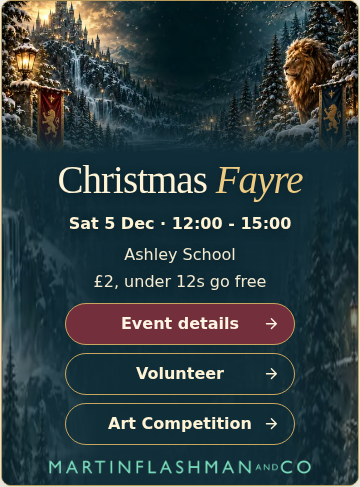 Christmas Fayre
Sat 5 Dec · 12:00 - 15:00
Ashley School
£2, under 12s go free
Event details →
Volunteer →
Art Competition →
MARTINFLASHMANANDCO